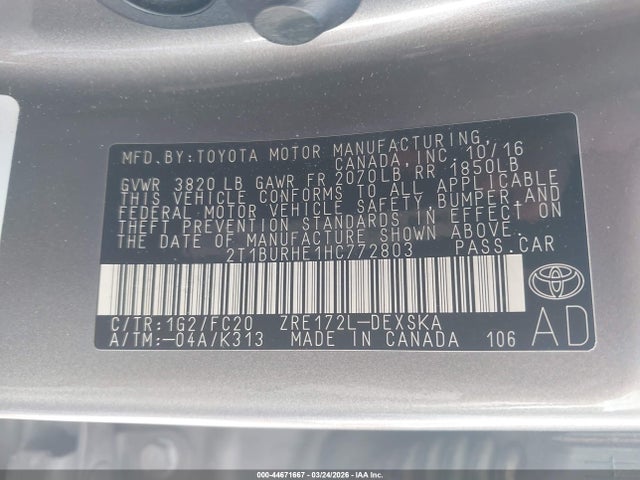 MFD. BY: TOYOTA MOTOR MANUFACTURING,
CANADA, INC. 10/16
GVWR 3820 LB GAWR FR 2070LB RR 1850LB
THIS VEHICLE CONFORMS TO ALL APPLICABLE
FEDERAL MOTOR VEHICLE SAFETY, BUMPER, AND
THEFT PREVENTION STANDARDS IN EFFECT ON
THE DATE OF MANUFACTURE SHOWN ABOVE.
2T1BURHE1HC772803 PASS.CAR
C/TR:1G2/FC20 ZRE172L-DEXSKA
A/TM:-04A/K313 MADE IN CANADA 106
TOYOTA
AD
000-44671667 | 03/24/2026 | IAA Inc.